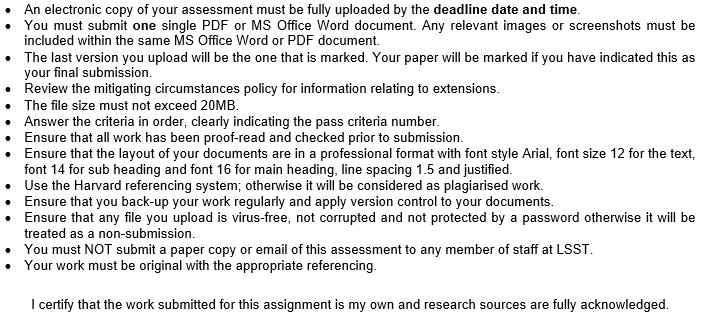 • An electronic copy of your assessment must be fully uploaded by the deadline date and time.
• You must submit one single PDF or MS Office Word document. Any relevant images or screenshots must be
included within the same MS Office Word or PDF document.
• The last version you upload will be the one that is marked. Your paper will be marked if you have indicated this as
your final submission.
• Review the mitigating circumstances policy for information relating to extensions.
• The file size must not exceed 20MB.
• Answer the criteria in order, clearly indicating the pass criteria number.
• Ensure that all work has been proof-read and checked prior to submission.
• Ensure that the layout of your documents are in a professional format with font style Arial, font size 12 for the text,
font 14 for sub heading and font 16 for main heading, line spacing 1.5 and justified.
• Use the Harvard referencing system; otherwise it will be considered as plagiarised work.
• Ensure that you back-up your work regularly and apply version control to your documents.
• Ensure that any file you upload is virus-free, not corrupted and not protected by a password otherwise it will be
treated as a non-submission.
• You must NOT submit a paper copy or email of this assessment to any member of staff at LSST.
• Your work must be original with the appropriate referencing.
I certify that the work submitted for this assignment is my own and research sources are fully acknowledged.